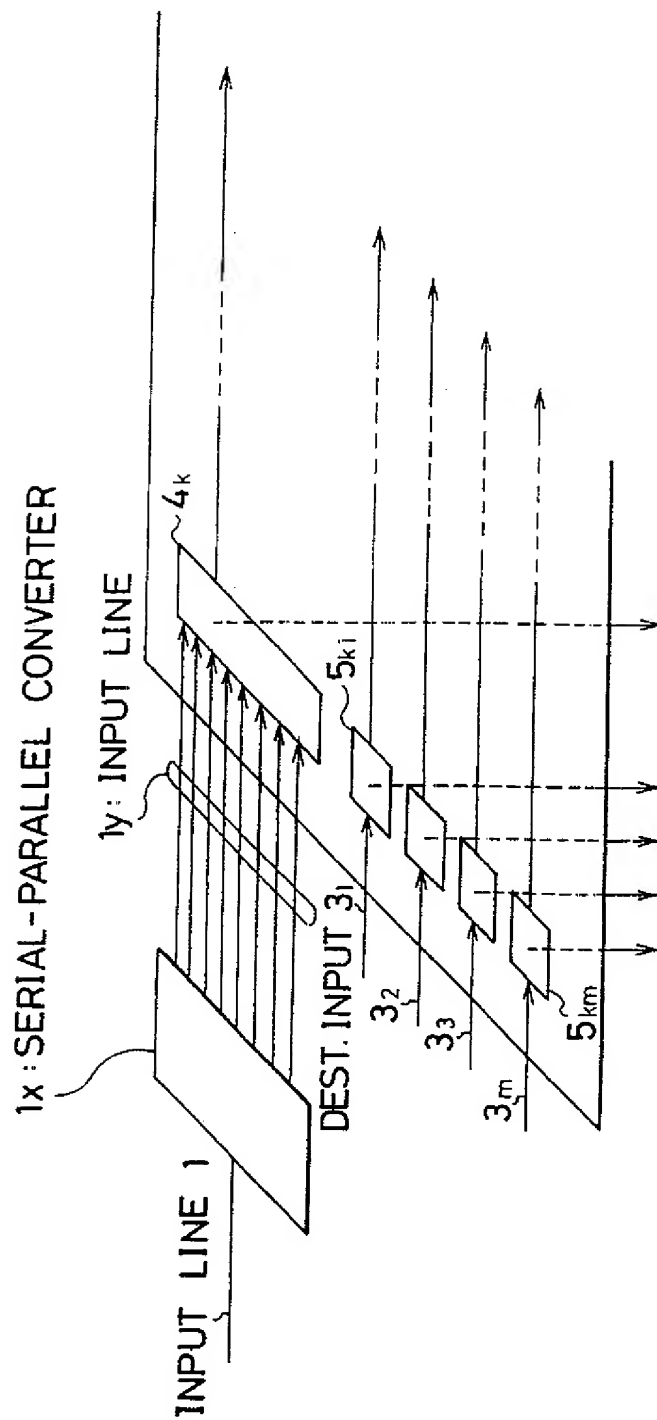 1x : SERIAL-PARALLEL CONVERTER
INPUT LINE 1
1y : INPUT LINE
4k
DEST. INPUT 31
32
33
3m
5ki
5km